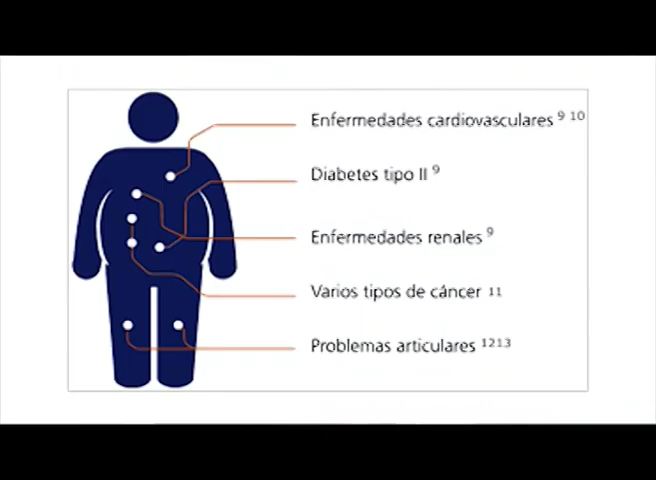 Enfermedades cardiovasculares 9 10
Diabetes tipo II 9
Enfermedades renales 9
Varios tipos de cáncer 11
Problemas articulares 1213